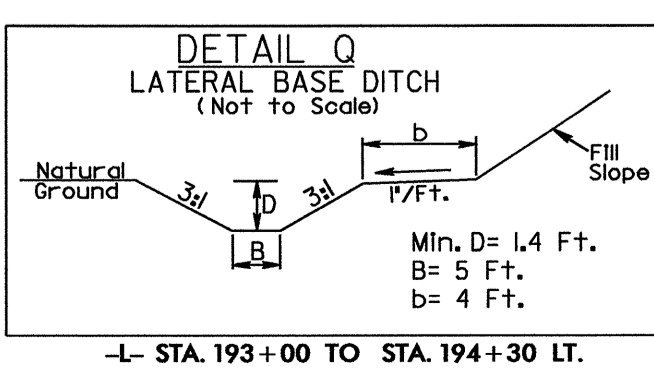 DETAIL Q
LATERAL BASE DITCH
(Not to Scale)
b
Natural
Ground
3:1
D
3:1
1"/Ft.
Fill
Slope
B
Min. D= 1.4 Ft.
B= 5 Ft.
b= 4 Ft.
-L- STA. 193+00 TO STA. 194+30 LT.